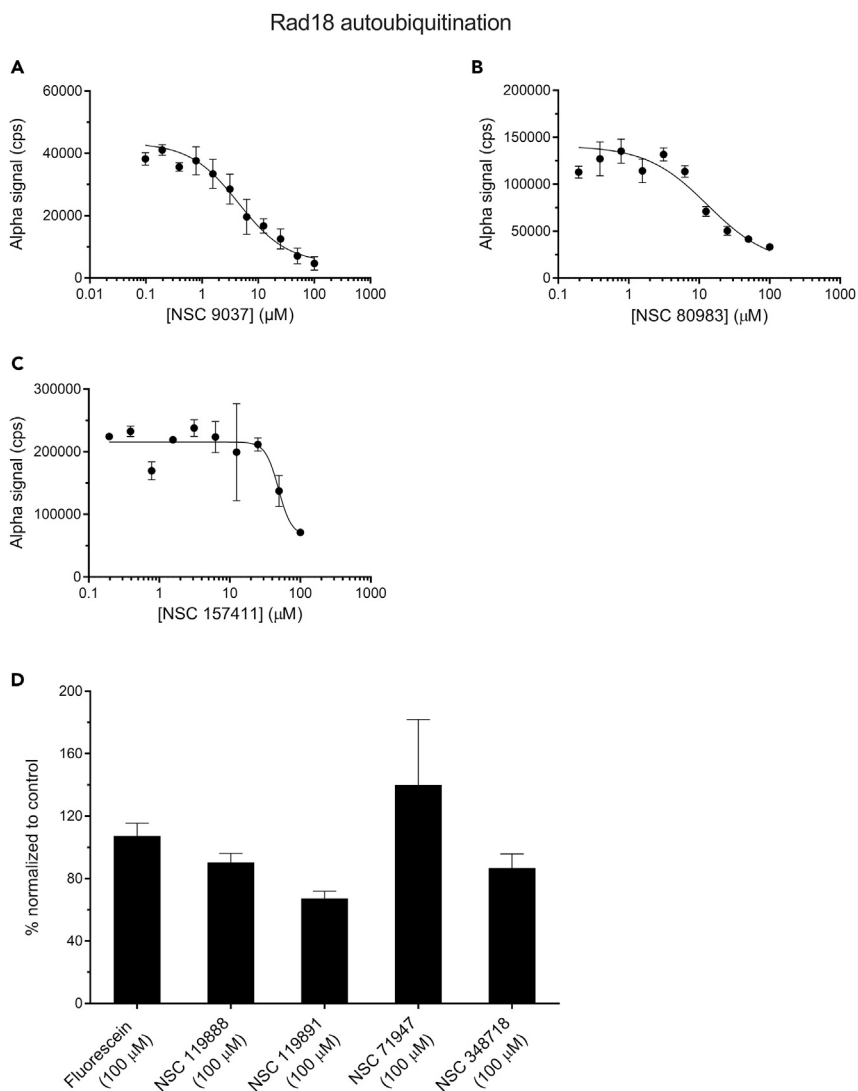 Rad18 autoubiquitination
A
Alpha signal (cps)
60000
40000
20000
0
0.01
0.1
1
10
100
1000
[NSC 9037] (µM)
B
Alpha signal (cps)
200000
150000
100000
50000
0
0.1
1
10
100
1000
[NSC 80983] (µM)
C
Alpha signal (cps)
300000
200000
100000
0
0.1
1
10
100
1000
[NSC 157411] (µM)
D
% normalized to control
200
160
120
80
40
0
Fluorescein
(100 µM)
NSC 119888
(100 µM)
NSC 119891
(100 µM)
NSC 71947
(100 µM)
NSC 348718
(100 µM)